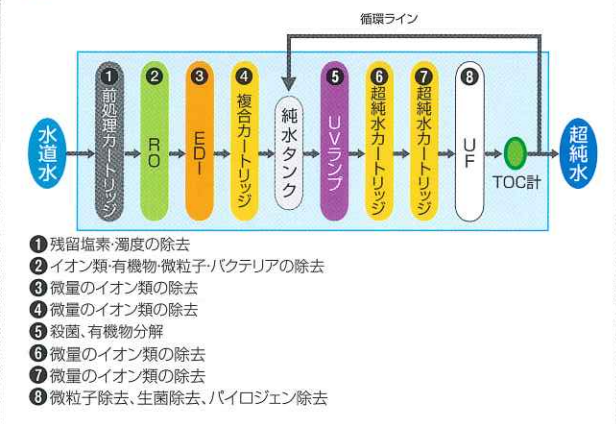 循環ライン
水道水
❶前処理カートリッジ
❷RO
❸EDI
❹複合カートリッジ
純水タンク
❺UVランプ
❻超純水カートリッジ
❼超純水カートリッジ
❽UF
TOC計
超純水
❶残留塩素・濁度の除去
❷イオン類・有機物・微粒子・バクテリアの除去
❸微量のイオン類の除去
❹微量のイオン類の除去
❺殺菌、有機物分解
❻微量のイオン類の除去
❼微量のイオン類の除去
❽微粒子除去、生菌除去、パイロジェン除去